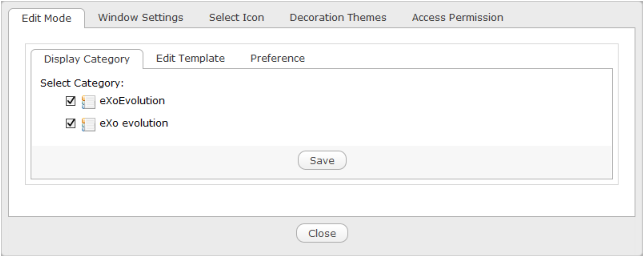 Edit Mode Window Settings Select Icon Decoration Themes Access Permission
Display Category Edit Template Preference
Select Category:
eXoEvolution
eXo evolution
Save
Close